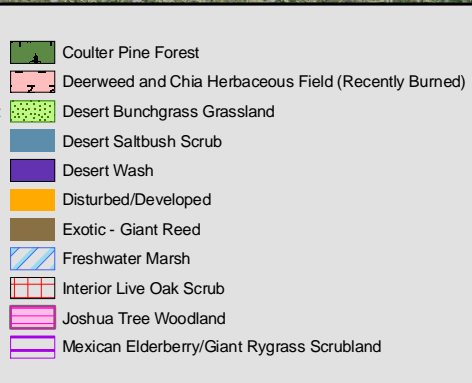 Coulter Pine Forest
Deerweed and Chia Herbaceous Field (Recently Burned)
Desert Bunchgrass Grassland
Desert Saltbush Scrub
Desert Wash
Disturbed/Developed
Exotic - Giant Reed
Freshwater Marsh
Interior Live Oak Scrub
Joshua Tree Woodland
Mexican Elderberry/Giant Rygrass Scrubland